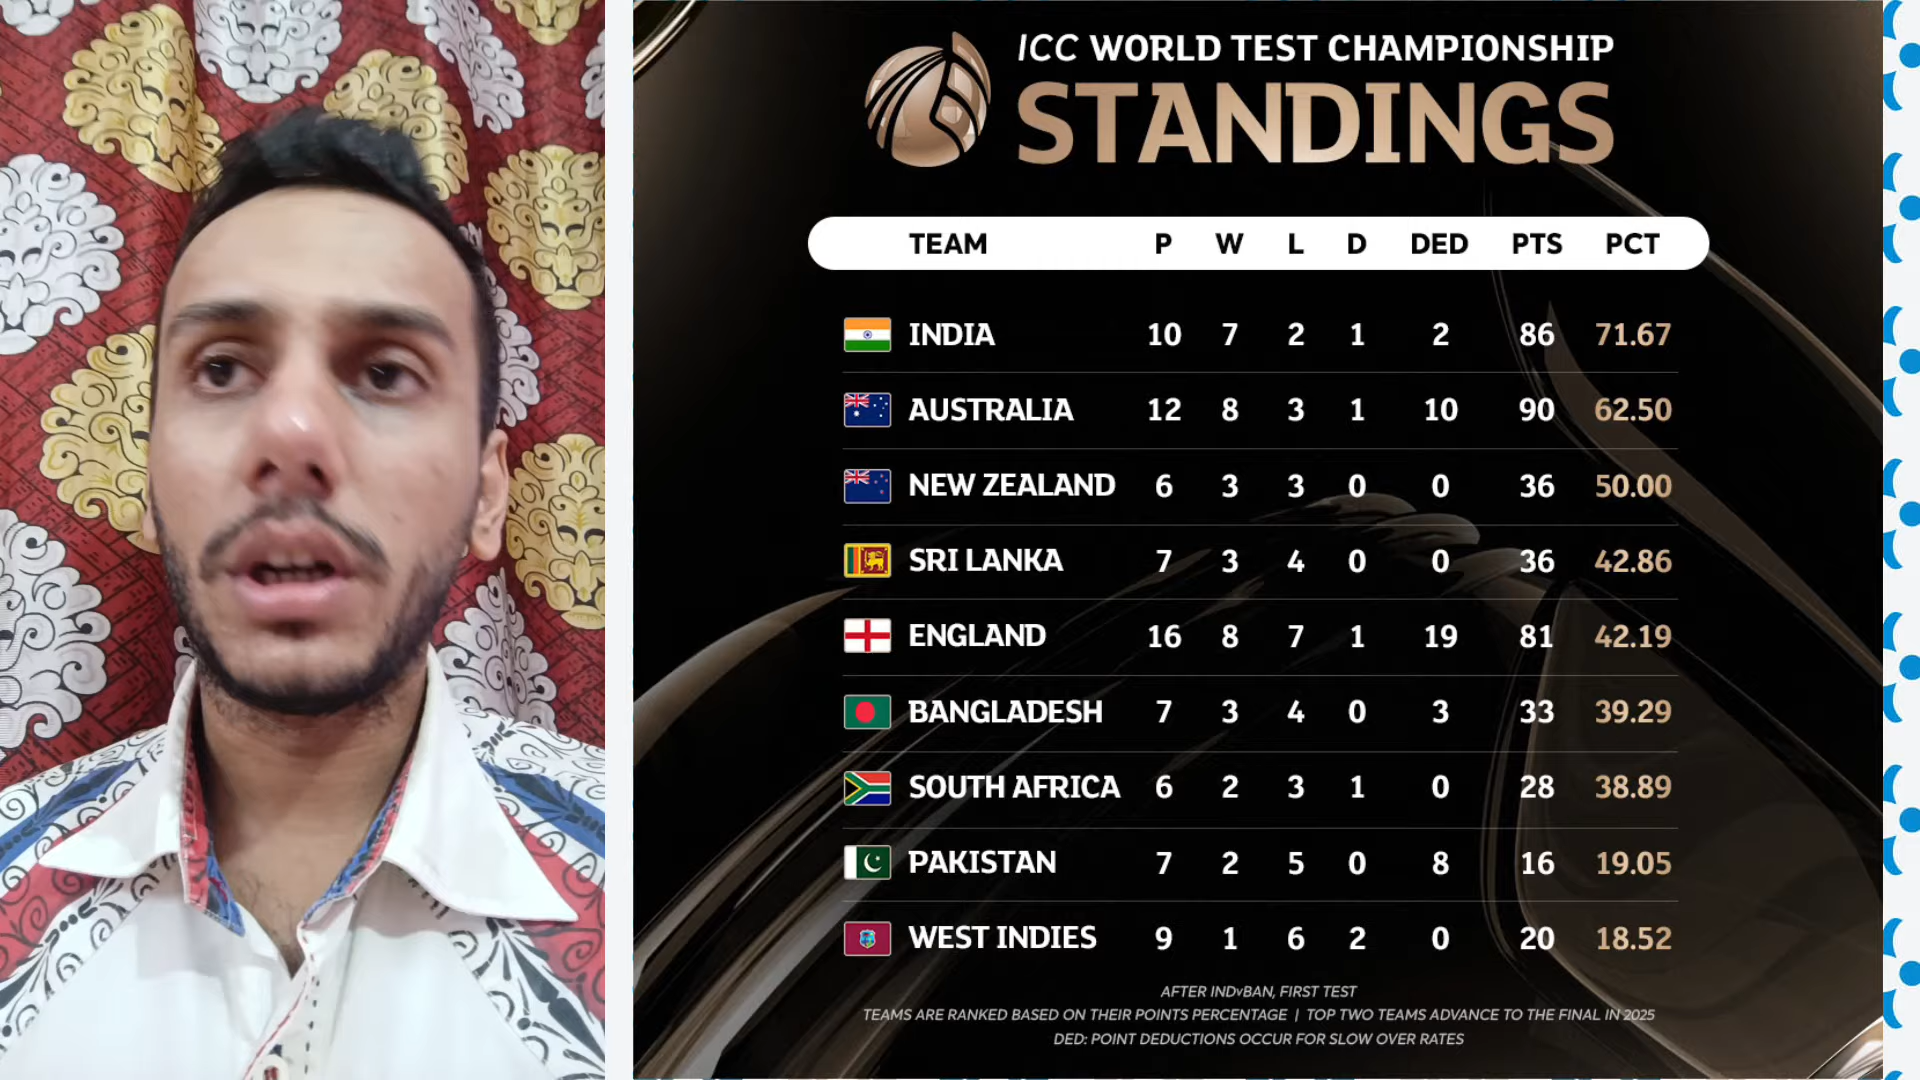 ICC WORLD TEST CHAMPIONSHIP
STANDINGS
TEAM P W L D DED PTS PCT
INDIA 10 7 2 1 2 86 71.67
AUSTRALIA 12 8 3 1 10 90 62.50
NEW ZEALAND 6 3 3 0 0 36 50.00
SRI LANKA 7 3 4 0 0 36 42.86
ENGLAND 16 8 7 1 19 81 42.19
BANGLADESH 7 3 4 0 3 33 39.29
SOUTH AFRICA 6 2 3 1 0 28 38.89
PAKISTAN 7 2 5 0 8 16 19.05
WEST INDIES 9 1 6 2 0 20 18.52
AFTER INDvBAN, FIRST TEST
TEAMS ARE RANKED BASED ON THEIR POINTS PERCENTAGE | TOP TWO TEAMS ADVANCE TO THE FINAL IN 2025
DED: POINT DEDUCTIONS OCCUR FOR SLOW OVER RATES